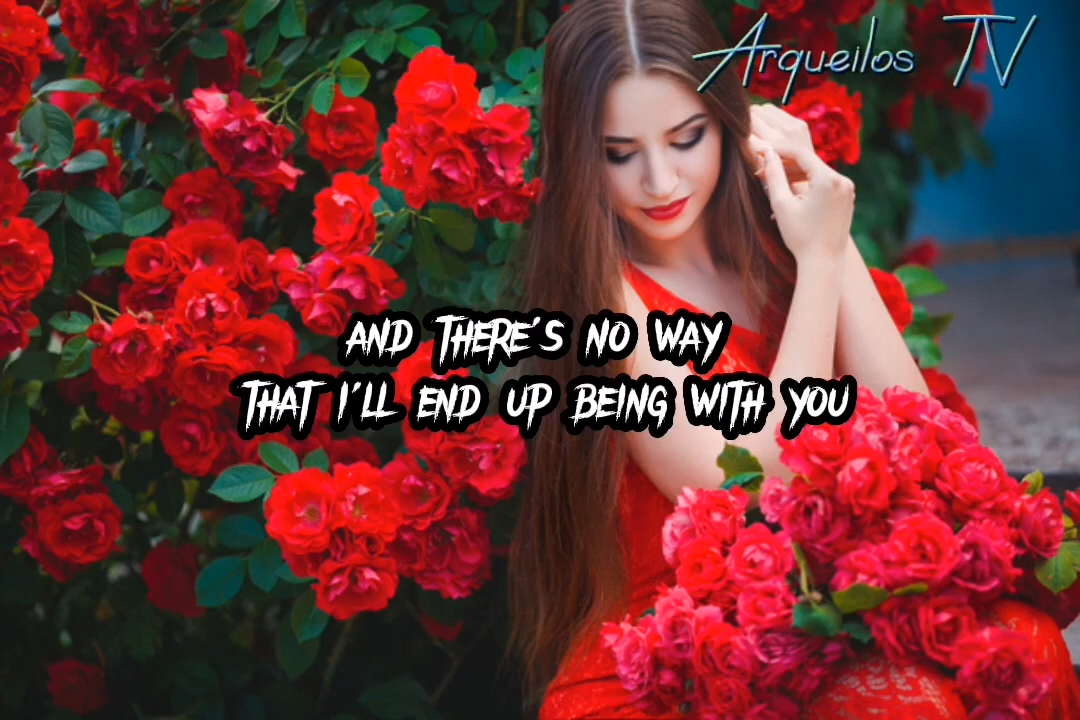 Arqueilos TV
AND THERE'S NO WAY
THAT I'LL END UP BEING WITH YOU